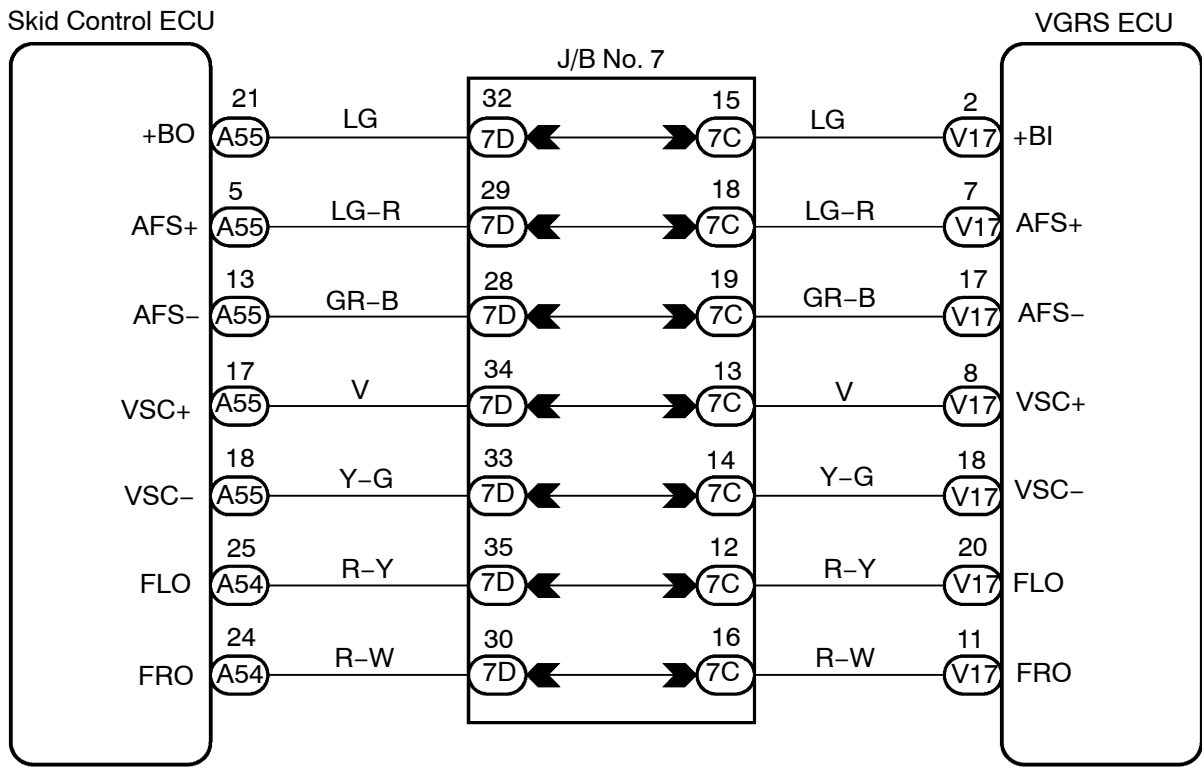 Skid Control ECU VGRS ECU
J/B No. 7
21 32 15 2
+BO A55 LG 7D 7C LG V17 +BI
5 29 18 7
AFS+ A55 LG–R 7D 7C LG–R V17 AFS+
13 28 19 17
AFS– A55 GR–B 7D 7C GR–B V17 AFS–
17 34 13 8
VSC+ A55 V 7D 7C V V17 VSC+
18 33 14 18
VSC– A55 Y–G 7D 7C Y–G V17 VSC–
25 35 12 20
FLO A54 R–Y 7D 7C R–Y V17 FLO
24 30 16 11
FRO A54 R–W 7D 7C R–W V17 FRO